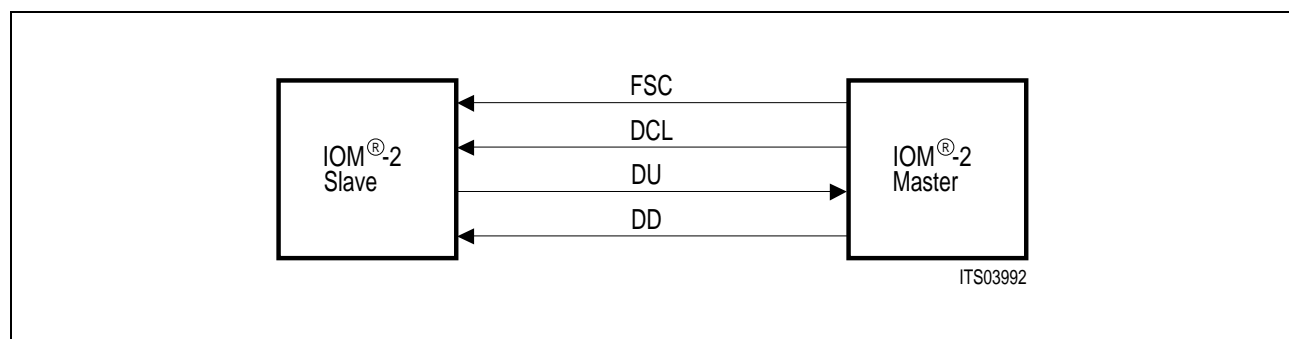 FSC
DCL
IOM®-2
Slave
DU
IOM®-2
Master
DD
ITS03992